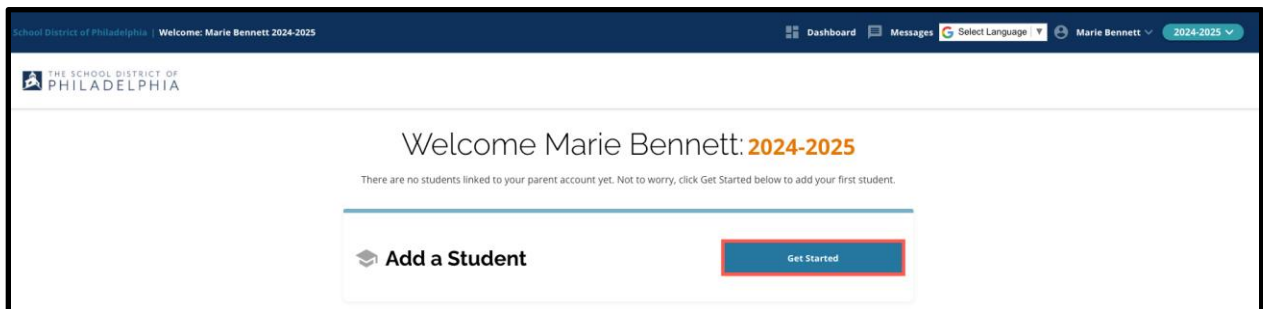 School District of Philadelphia | Welcome: Marie Bennett 2024-2025
Dashboard Messages Select Language ▼ Marie Bennett 2024-2025
THE SCHOOL DISTRICT OF
PHILADELPHIA
Welcome Marie Bennett: 2024-2025
There are no students linked to your parent account yet. Not to worry, click Get Started below to add your first student.
Add a Student
Get Started